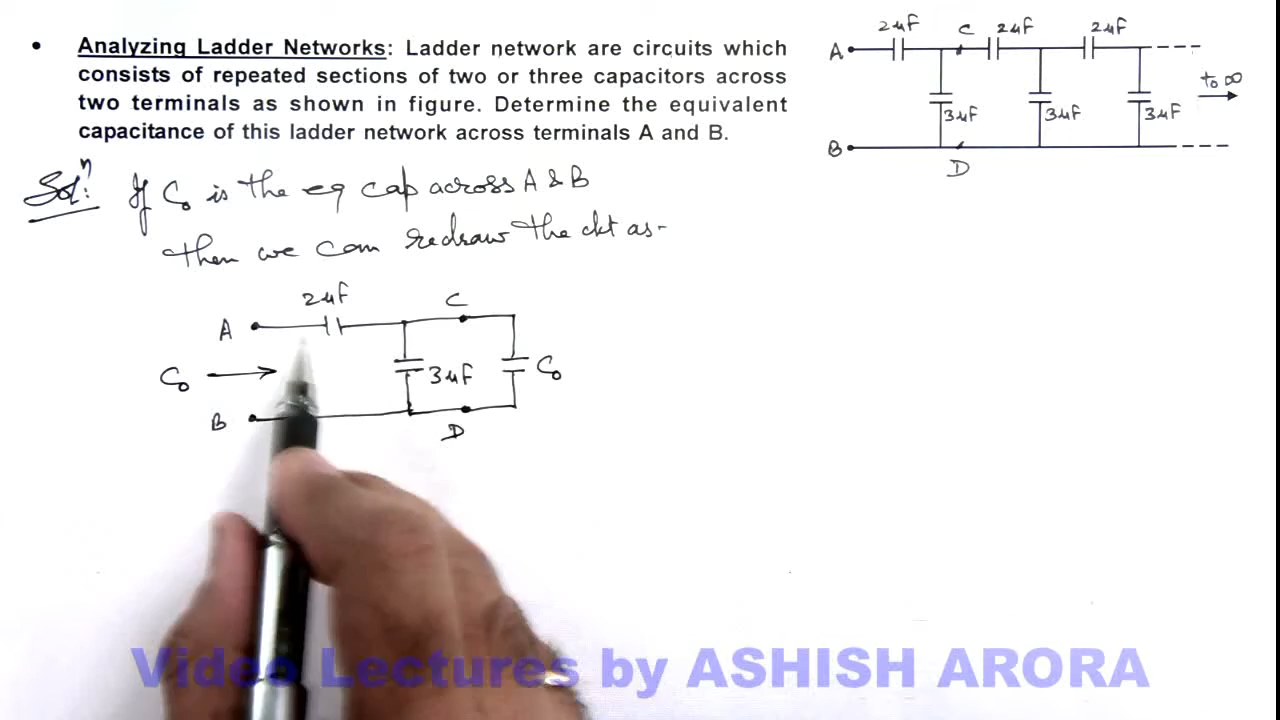 • Analyzing Ladder Networks: Ladder network are circuits which
consists of repeated sections of two or three capacitors across
two terminals as shown in figure. Determine the equivalent
capacitance of this ladder network across terminals A and B.
2μF C 2μF 2μF
A
3μF 3μF 3μF
to ∞
B
D
Solⁿ: If C₀ is the eq cap across A & B
then we can redraw the ckt as-
2μF C
A
C₀ 3μF C₀
B
D
Video Lectures by ASHISH ARORA